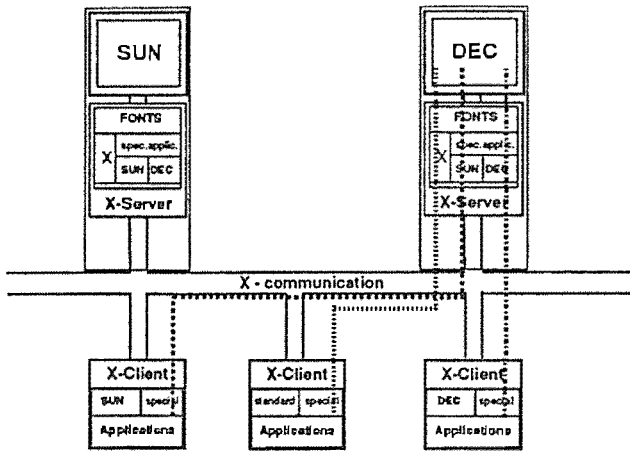 SUN
DEC
FONTS
FONTS
X
spec. applic.
SUN DEC
X
spec. applic.
SUN DEC
X-Server
X-Server
X - communication
X-Client
X-Client
X-Client
SUN special
standard special
DEC special
Applications
Applications
Applications